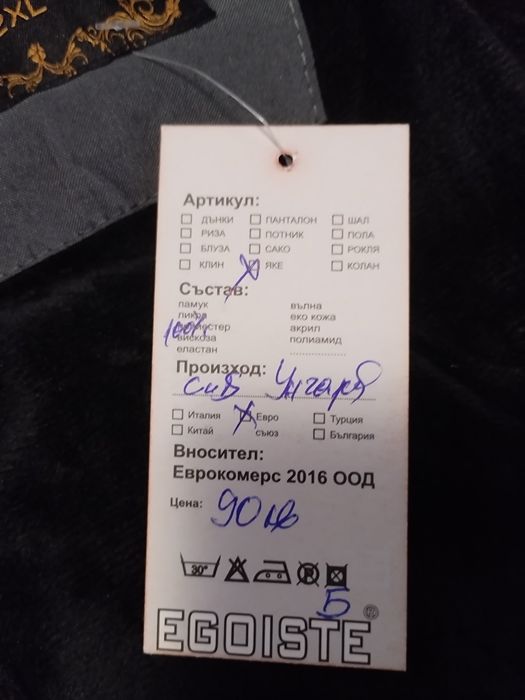 2XL
Артикул:
ДЪНКИ ПАНТАЛОН ШАЛ
РИЗА ПОТНИК ПОЛА
БЛУЗА САКО РОКЛЯ
КЛИН ЯКЕ КОЛАН
Състав:
памук вълна
ликра еко кожа
100% полиестер акрил
вискоза полиамид
еластан ................
Произход:
сив Унгария
Италия Евро Турция
Китай съюз България
Вносител:
Еврокомерс 2016 ООД
Цена: 90 лв
30°
Б
EGOISTE®